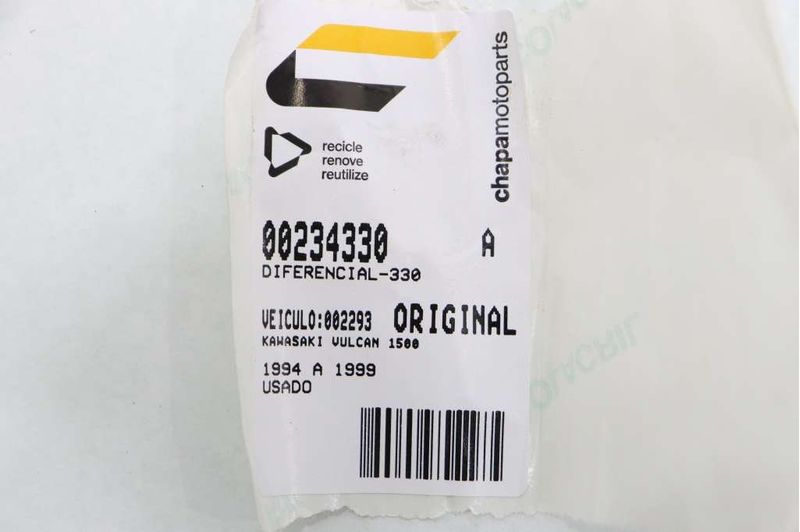 chapamotoparts
recicle
renove
reutilize
00234330 A
DIFERENCIAL-330
VEICULO:002293 ORIGINAL
KAWASAKI VULCAN 1500
1994 A 1999
USADO